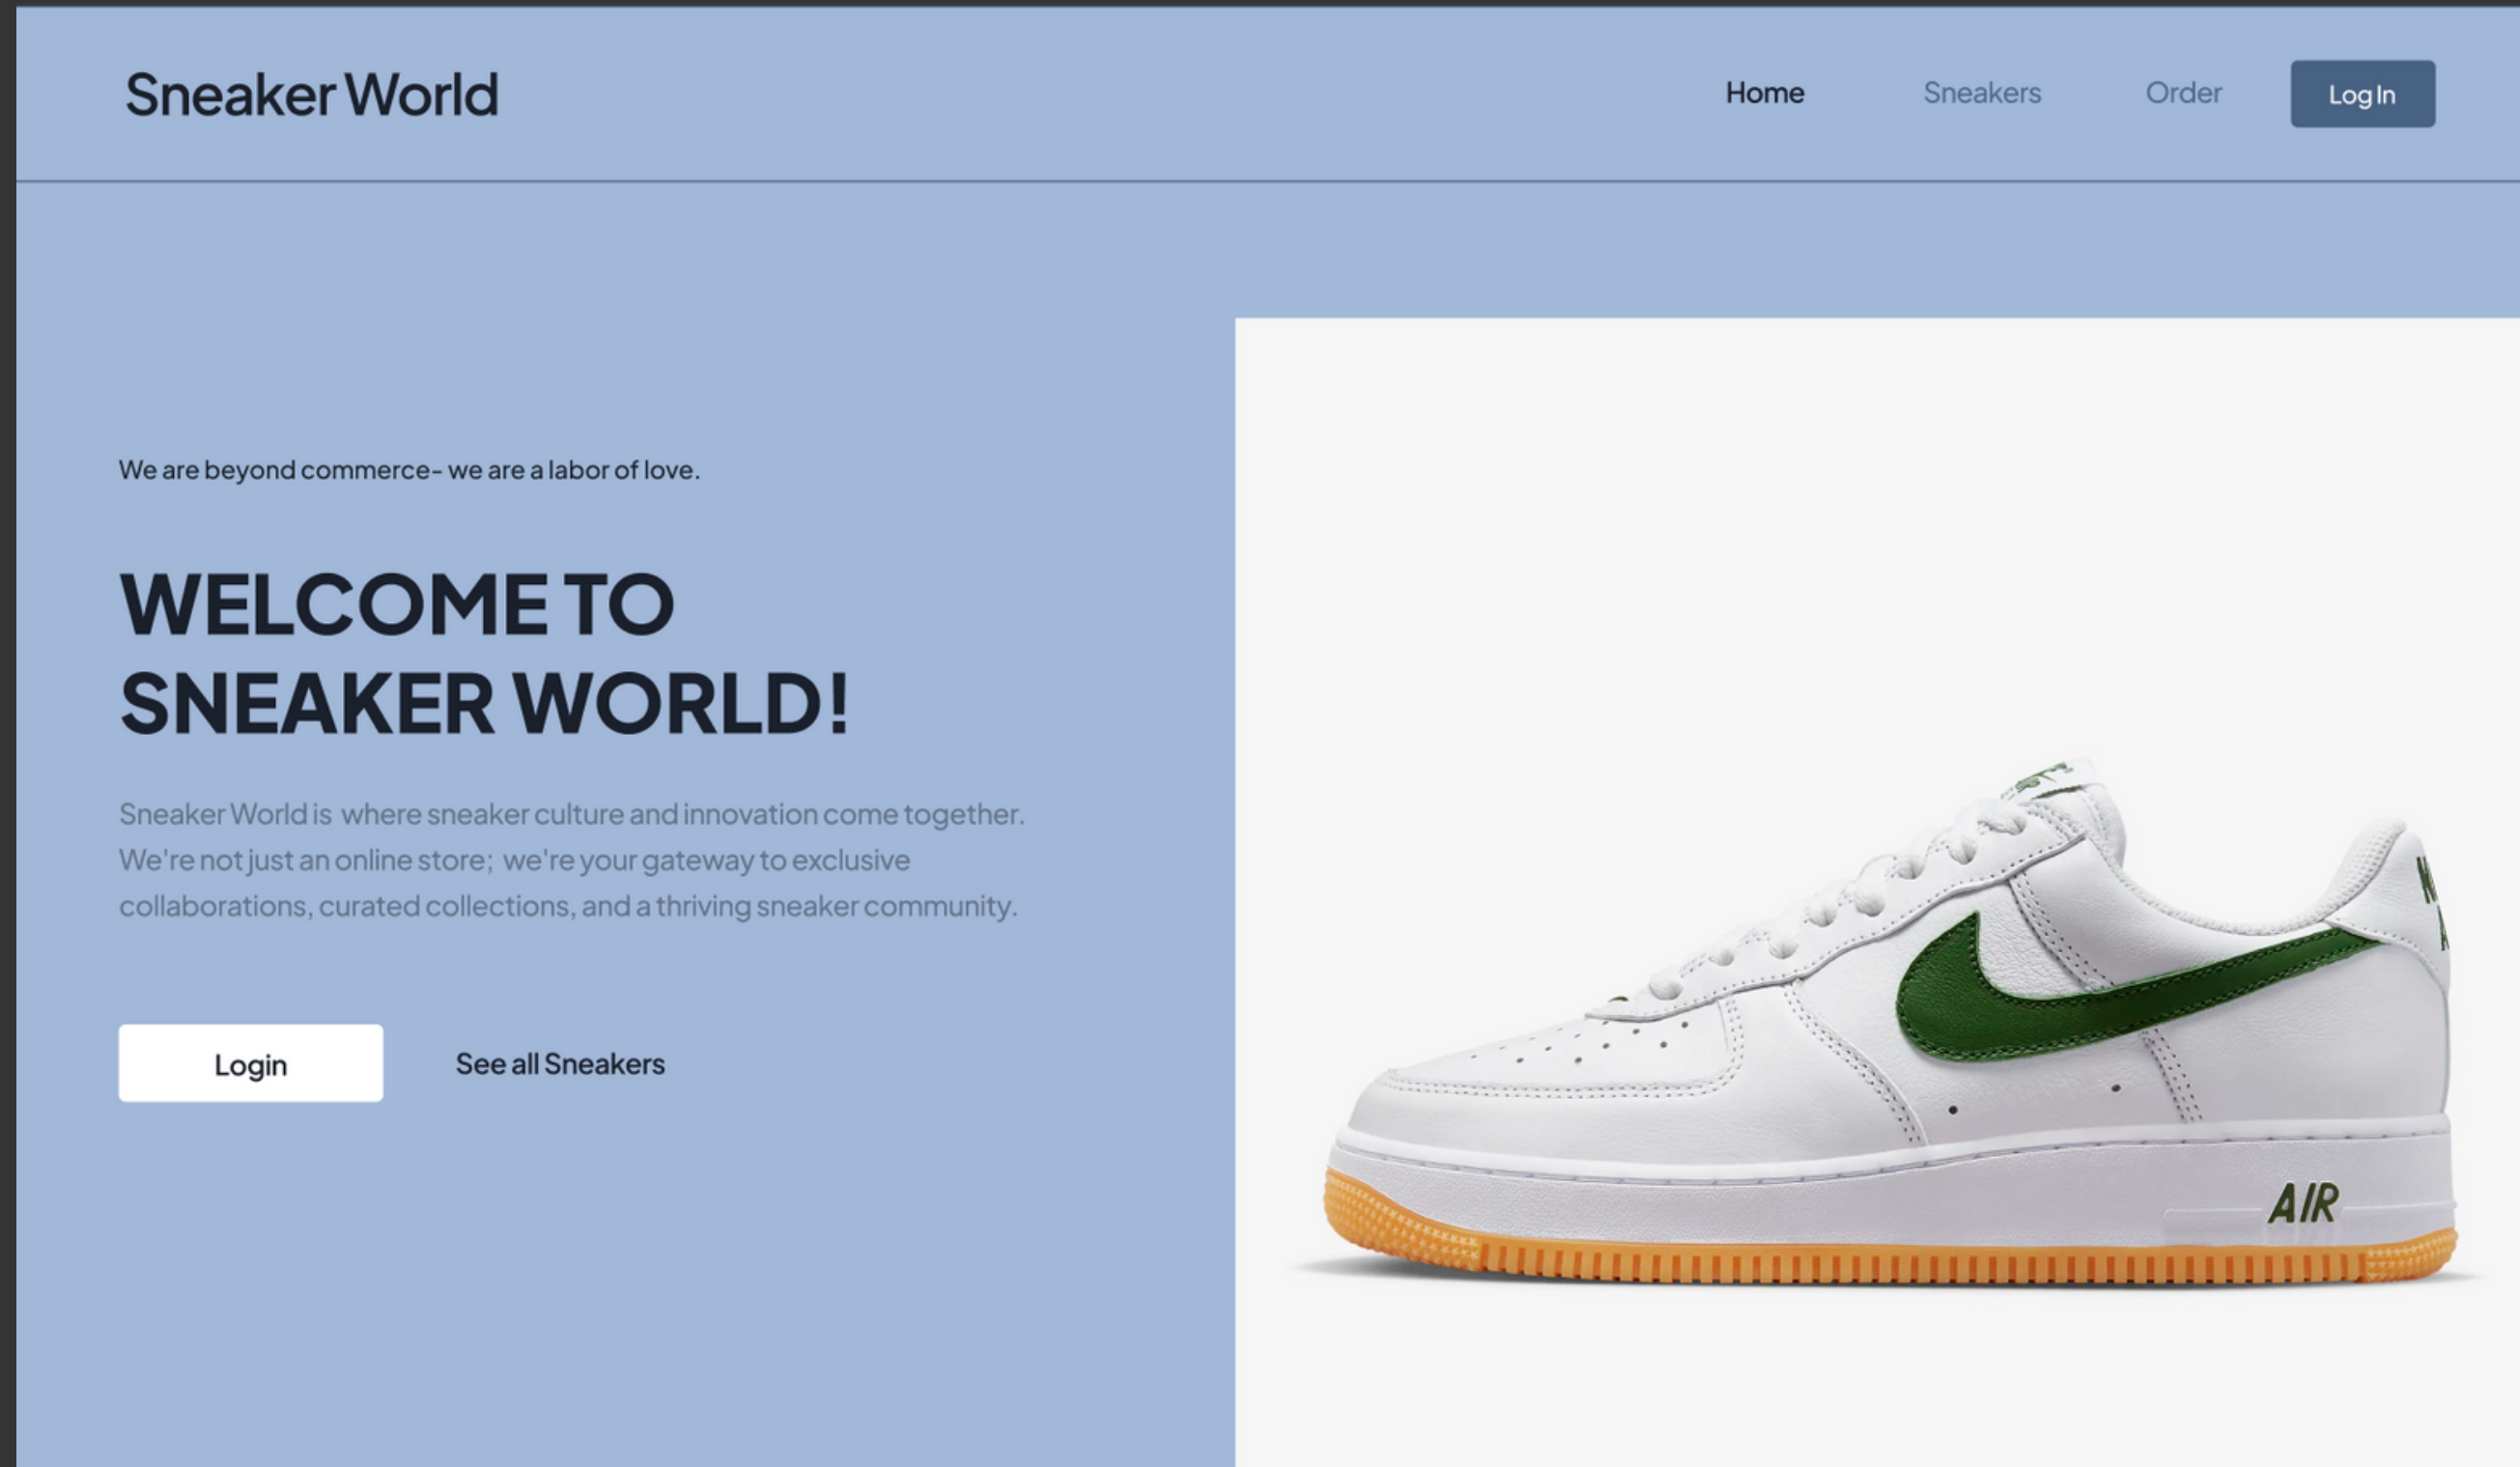 Sneaker World
Home
Sneakers
Order
Log In
We are beyond commerce- we are a labor of love.
WELCOME TO
SNEAKER WORLD!
Sneaker World is  where sneaker culture and innovation come together.
We're not just an online store;  we're your gateway to exclusive
collaborations, curated collections, and a thriving sneaker community.
Login
See all Sneakers
AIR